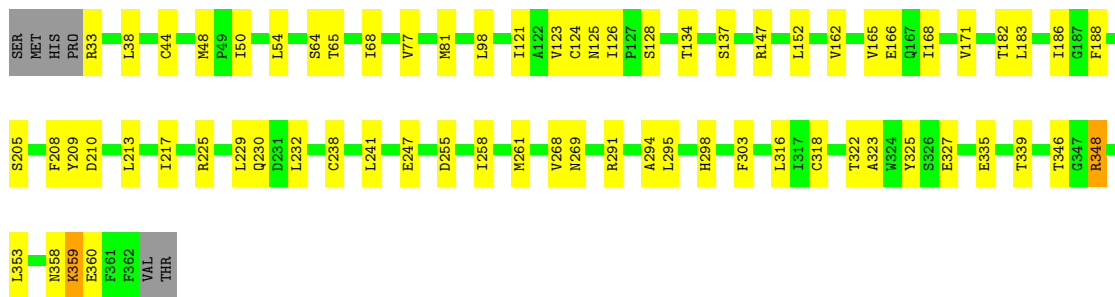 SER MET HIS PRO R33 L38 C44 M48 P49 I50 L54 S64 T65 I68 V77 M81 L98 I121 A122 V123 C124 N125 I126 P127 S128 T134 S137 R147 L152 V162 V165 E166 Q167 I168 V171 T182 L183 I186 G187 F188
S205 F208 Y209 D210 L213 I217 R225 L229 Q230 D231 L232 C238 L241 E247 D255 I258 M261 V268 N269 R291 A294 L295 H298 F303 L316 I317 C318 T322 A323 W324 Y325 S326 E327 E335 T339 T346 G347 R348
L353 N358 K359 E360 F361 F362 VAL THR